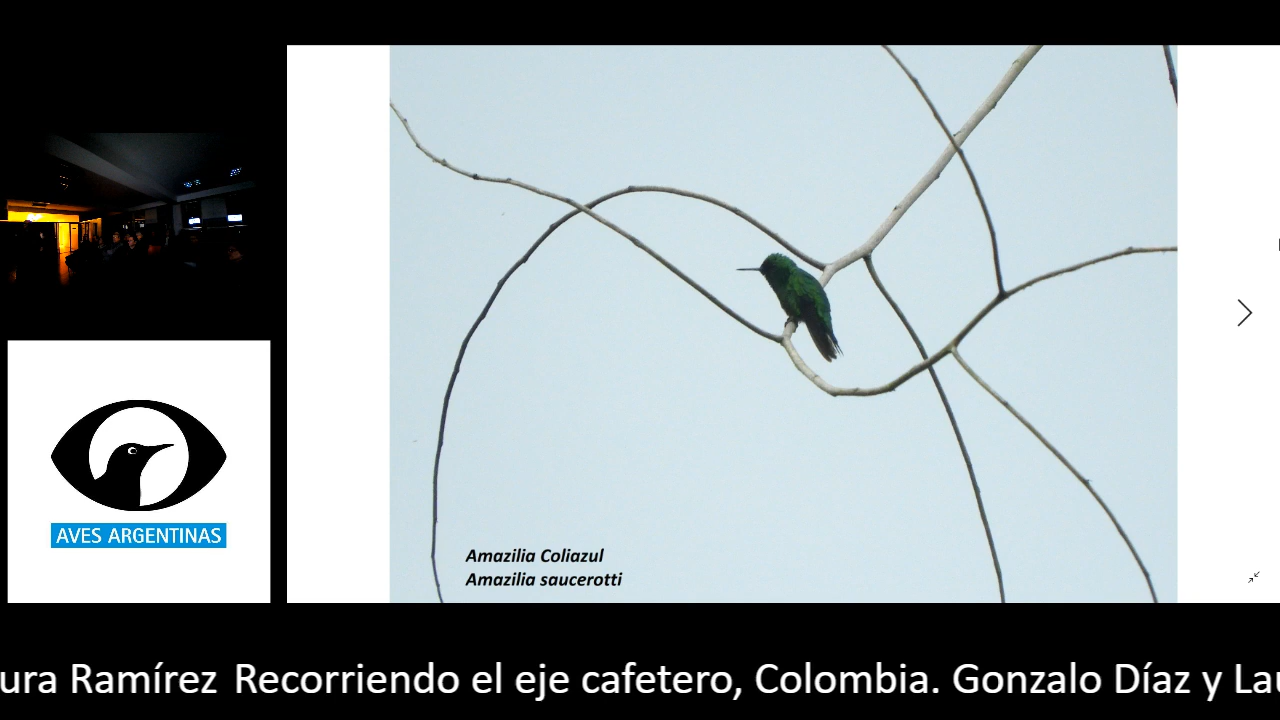 AVES ARGENTINAS
Amazilia Coliazul
Amazilia saucerotti
ura Ramírez Recorriendo el eje cafetero, Colombia. Gonzalo Díaz y Lau